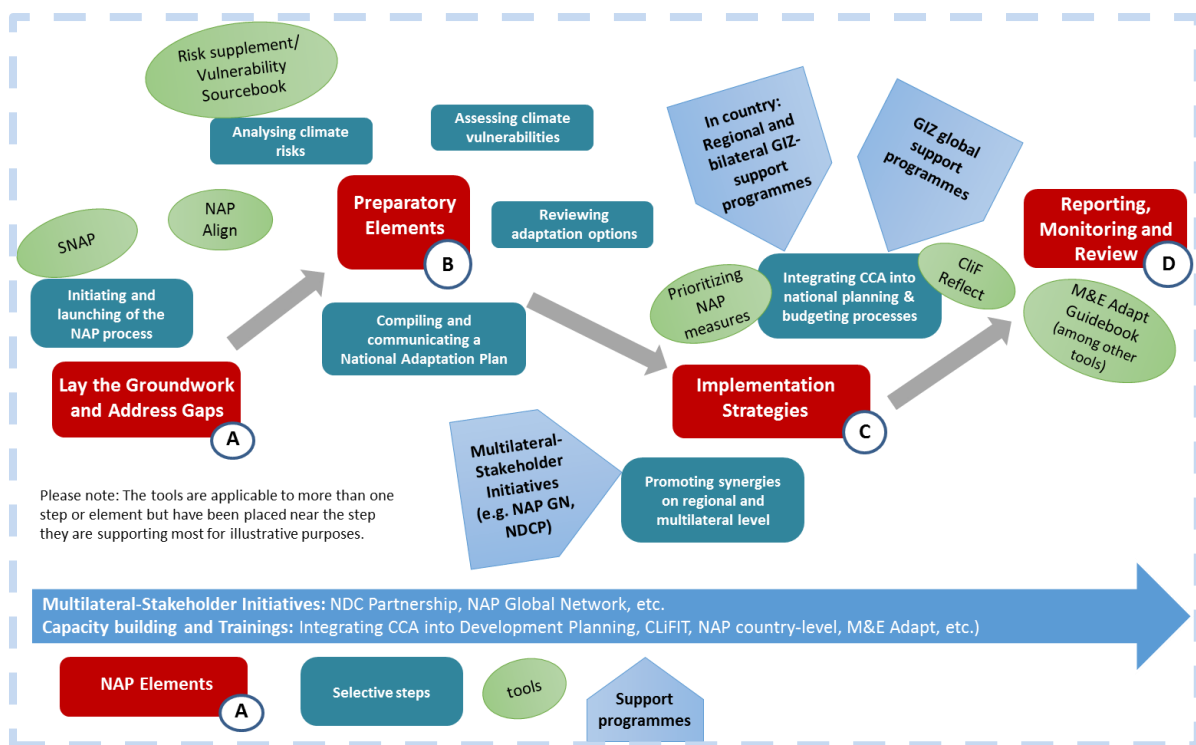 Risk supplement/
Vulnerability
Sourcebook
Analysing climate
risks
Assessing climate
vulnerabilities
In country:
Regional and
bilateral GIZ-
support
programmes
GIZ global
support
programmes
SNAP
NAP
Align
Preparatory
Elements
B
Reviewing
adaptation options
Reporting,
Monitoring and
Review
D
Initiating and
launching of the
NAP process
Compiling and
communicating a
National Adaptation Plan
Prioritizing
NAP
measures
Integrating CCA into
national planning &
budgeting processes
CliF
Reflect
M&E Adapt
Guidebook
(among other
tools)
Lay the Groundwork
and Address Gaps
A
Implementation
Strategies
C
Multilateral-
Stakeholder
Initiatives
(e.g. NAP GN,
NDCP)
Promoting synergies
on regional and
multilateral level
Please note: The tools are applicable to more than one
step or element but have been placed near the step
they are supporting most for illustrative purposes.
Multilateral-Stakeholder Initiatives: NDC Partnership, NAP Global Network, etc.
Capacity building and Trainings: Integrating CCA into Development Planning, CLiFIT, NAP country-level, M&E Adapt, etc.)
NAP Elements
A
Selective steps
tools
Support
programmes